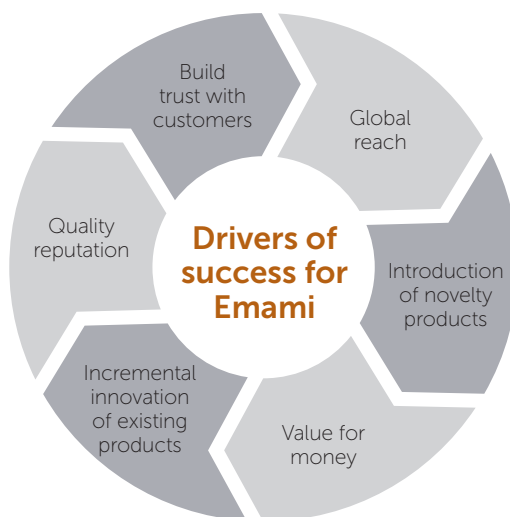 Build
trust with
customers
Global
reach
Introduction
of novelty
products
Value for
money
Incremental
innovation
of existing
products
Quality
reputation
Drivers of
success for
Emami